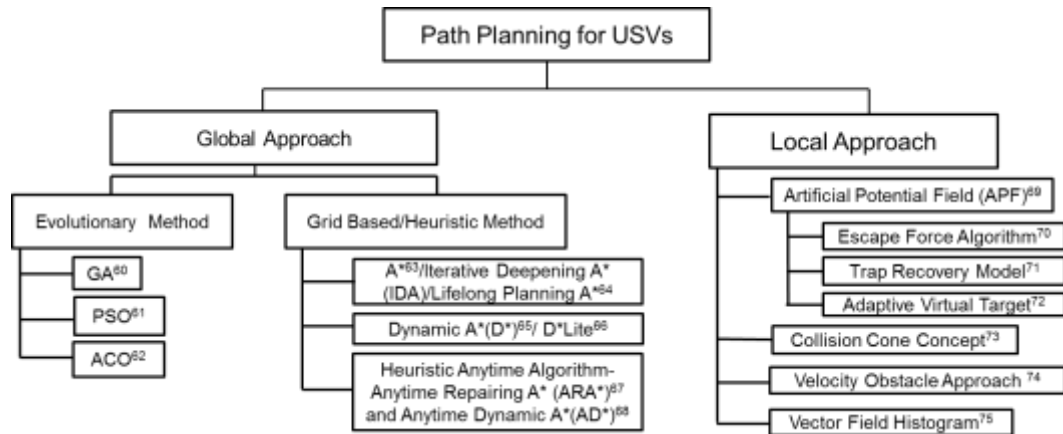 Path Planning for USVs
Global Approach
Local Approach
Evolutionary Method
Grid Based/Heuristic Method
GA⁶⁰
PSO⁶¹
ACO⁶²
A*⁶³/Iterative Deepening A*
(IDA)/Lifelong Planning A*⁶⁴
Dynamic A*(D*)⁶⁵/ D*Lite⁶⁶
Heuristic Anytime Algorithm-
Anytime Repairing A* (ARA*)⁶⁷
and Anytime Dynamic A*(AD*)⁶⁸
Artificial Potential Field (APF)⁶⁹
Escape Force Algorithm⁷⁰
Trap Recovery Model⁷¹
Adaptive Virtual Target⁷²
Collision Cone Concept⁷³
Velocity Obstacle Approach ⁷⁴
Vector Field Histogram⁷⁵